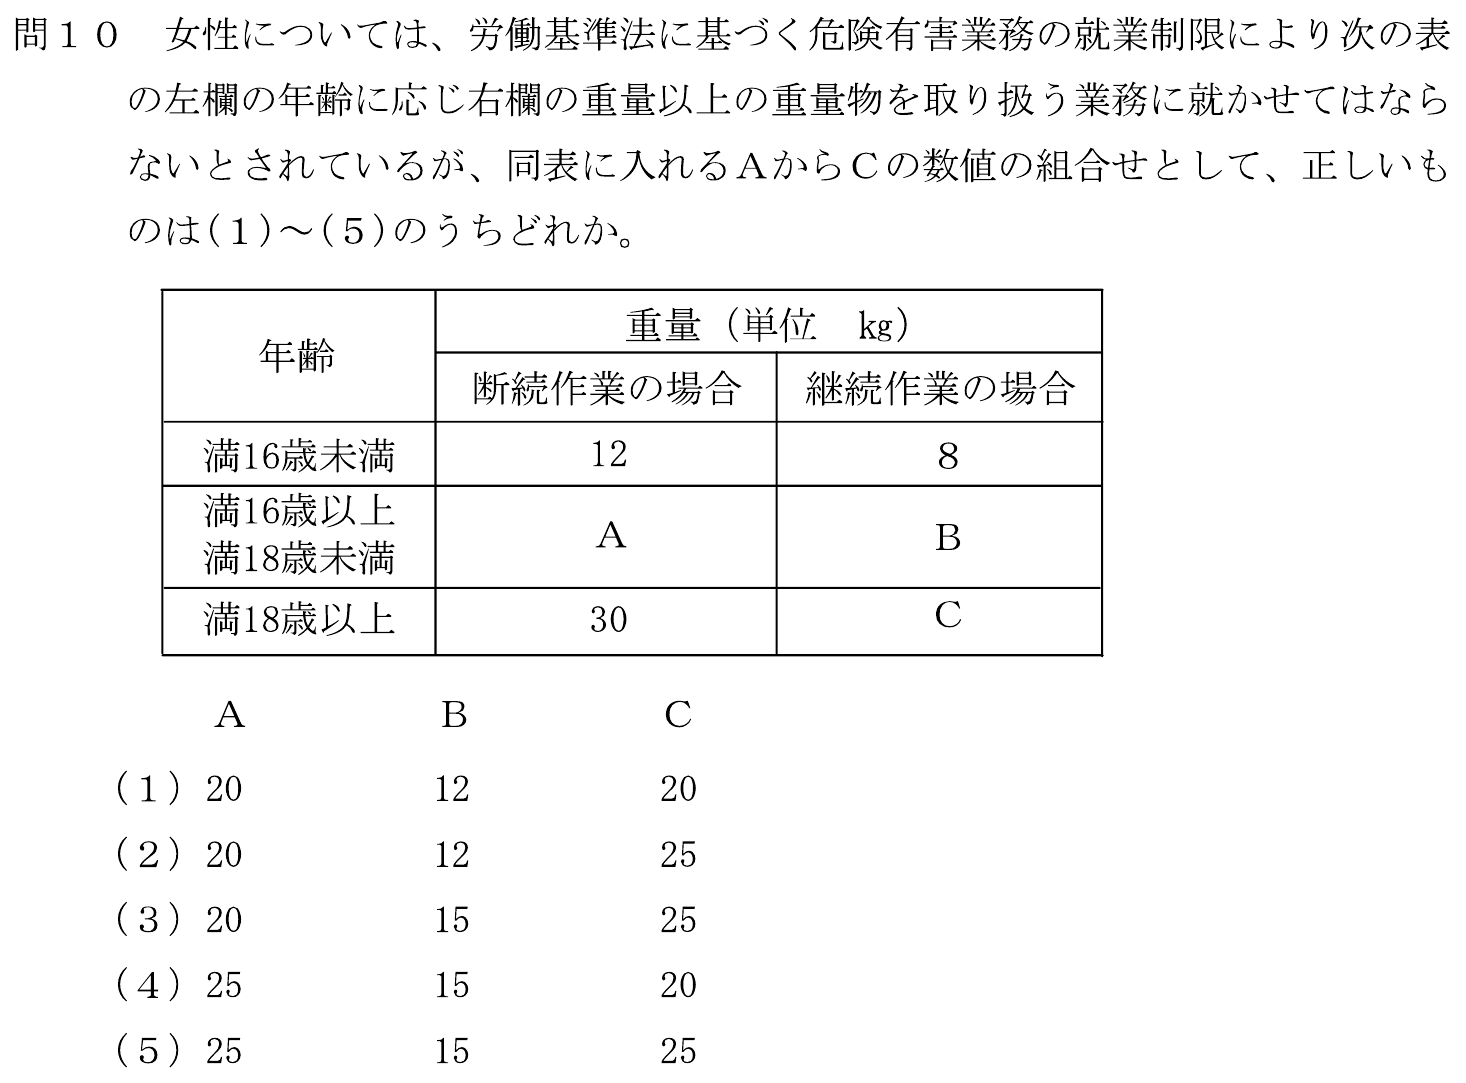 問１０　女性については、労働基準法に基づく危険有害業務の就業制限により次の表
の左欄の年齢に応じ右欄の重量以上の重量物を取り扱う業務に就かせてはなら
ないとされているが、同表に入れるＡからＣの数値の組合せとして、正しいも
のは(１)～(５)のうちどれか。
年齢　重量（単位　kg）
断続作業の場合　継続作業の場合
満16歳未満　12　8
満16歳以上
満18歳未満　Ａ　Ｂ
満18歳以上　30　Ｃ
Ａ　Ｂ　Ｃ
（１）20　12　20
（２）20　12　25
（３）20　15　25
（４）25　15　20
（５）25　15　25